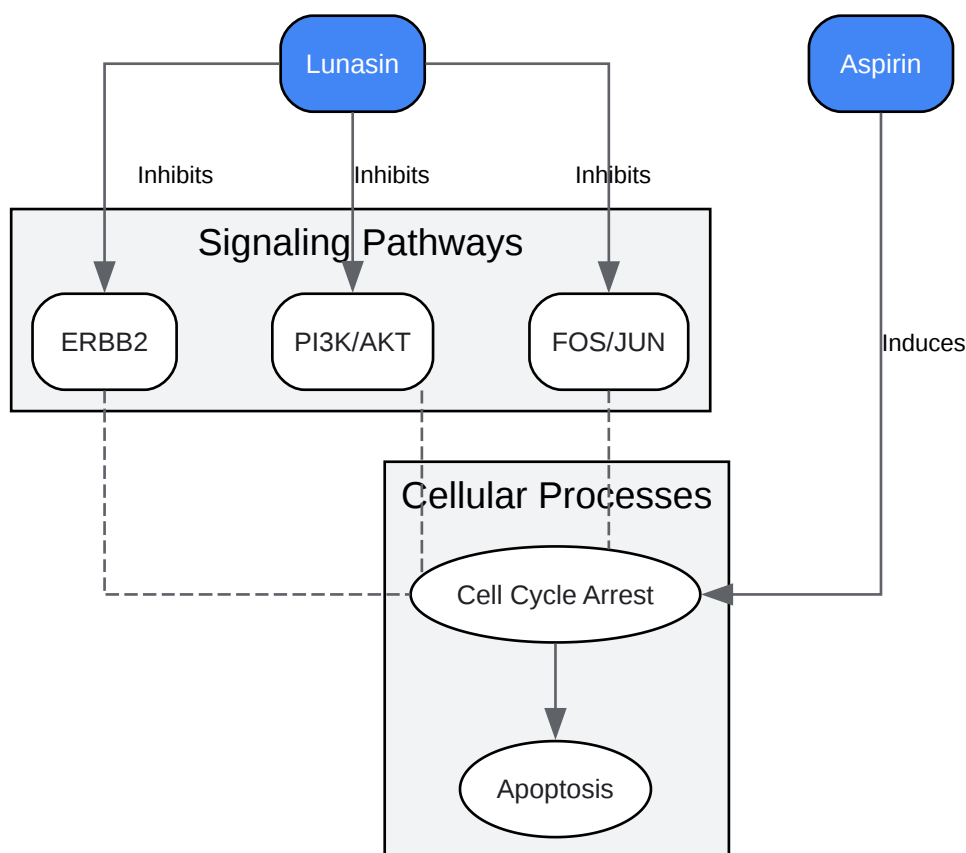 Lunasin
Aspirin
Inhibits
Inhibits
Inhibits
Signaling Pathways
ERBB2
PI3K/AKT
FOS/JUN
Induces
Cellular Processes
Cell Cycle Arrest
Apoptosis